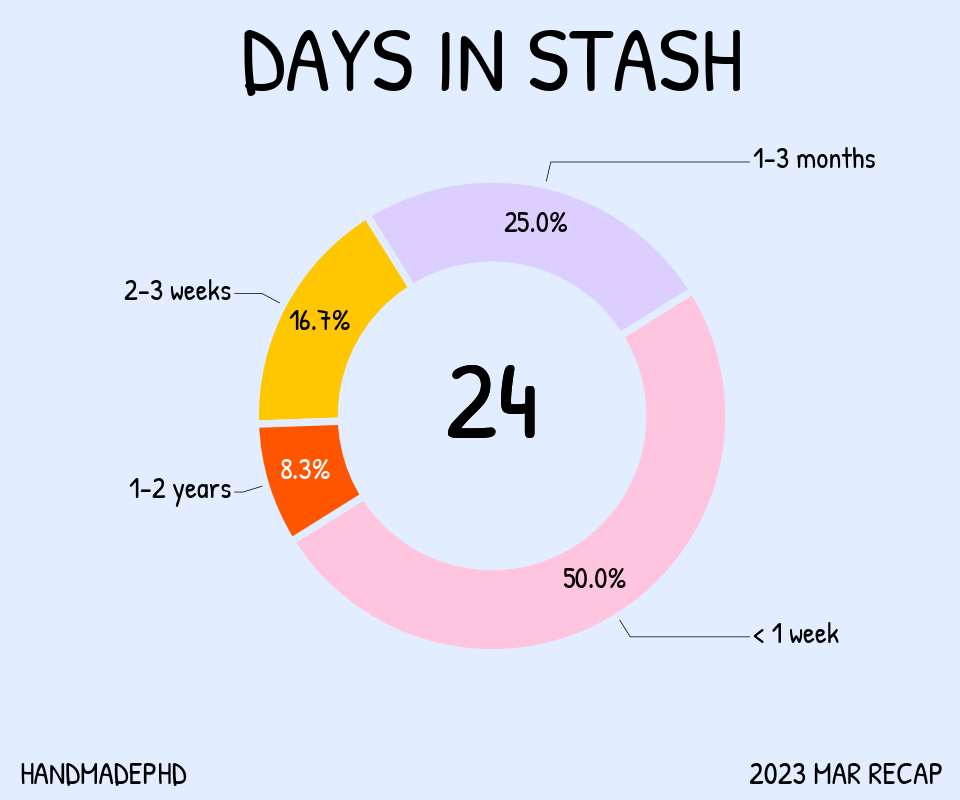 DAYS IN STASH
1-3 months
25.0%
2-3 weeks
16.7%
24
8.3%
1-2 years
50.0%
< 1 week
HANDMADEPHD
2023 MAR RECAP